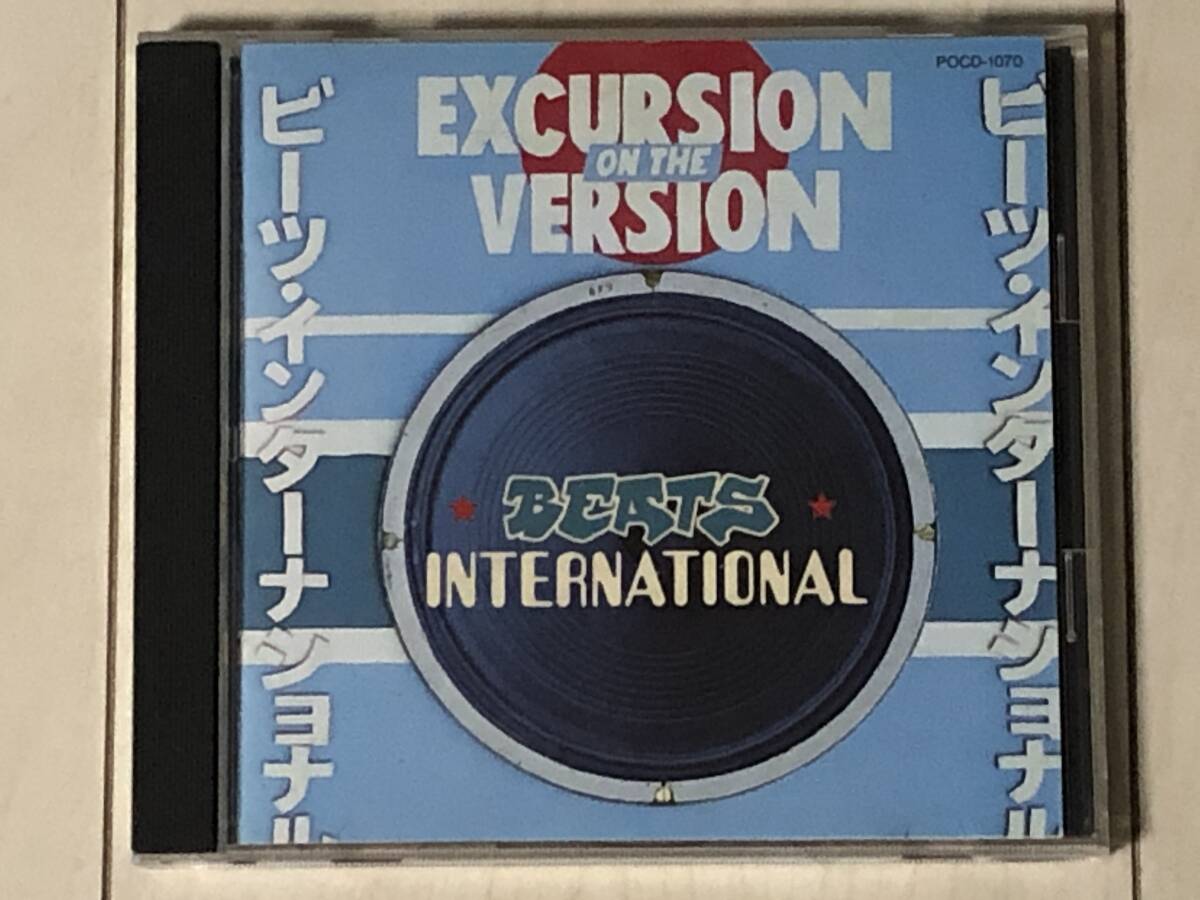 POCD-1070
EXCURSION
ON THE
VERSION
ビーツ・インターナショナル
ビーツ・インターナショナル
BEATS
INTERNATIONAL